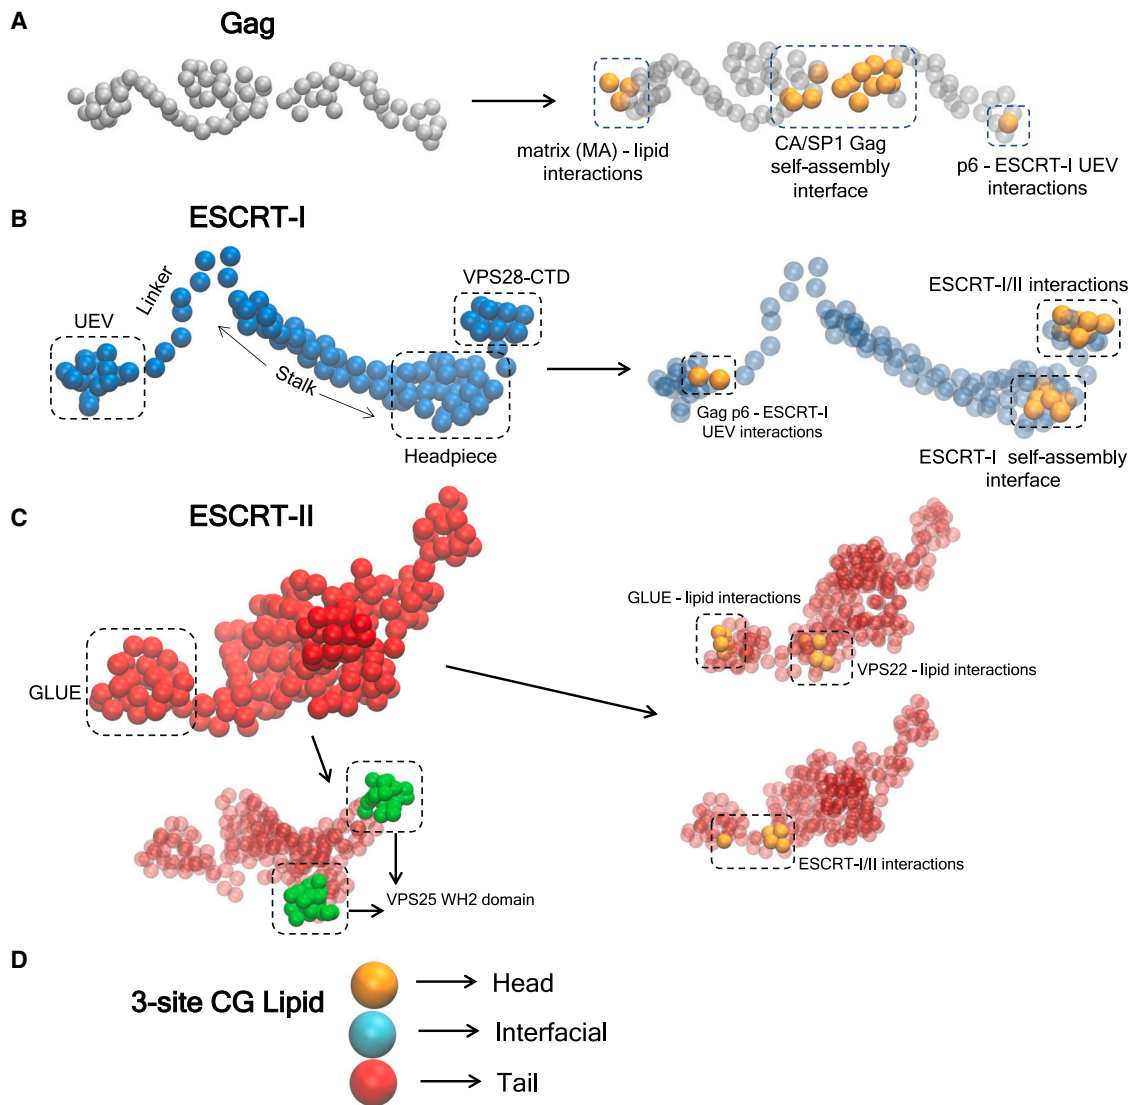 A
Gag
matrix (MA) - lipid
interactions
CA/SP1 Gag
self-assembly
interface
p6 - ESCRT-I UEV
interactions
B
ESCRT-I
UEV
Linker
Stalk
VPS28-CTD
Headpiece
Gag p6 - ESCRT-I
UEV interactions
ESCRT-I/II interactions
ESCRT-I self-assembly
interface
C
ESCRT-II
GLUE
VPS25 WH2 domain
GLUE - lipid interactions
VPS22 - lipid interactions
ESCRT-I/II interactions
D
3-site CG Lipid
Head
Interfacial
Tail